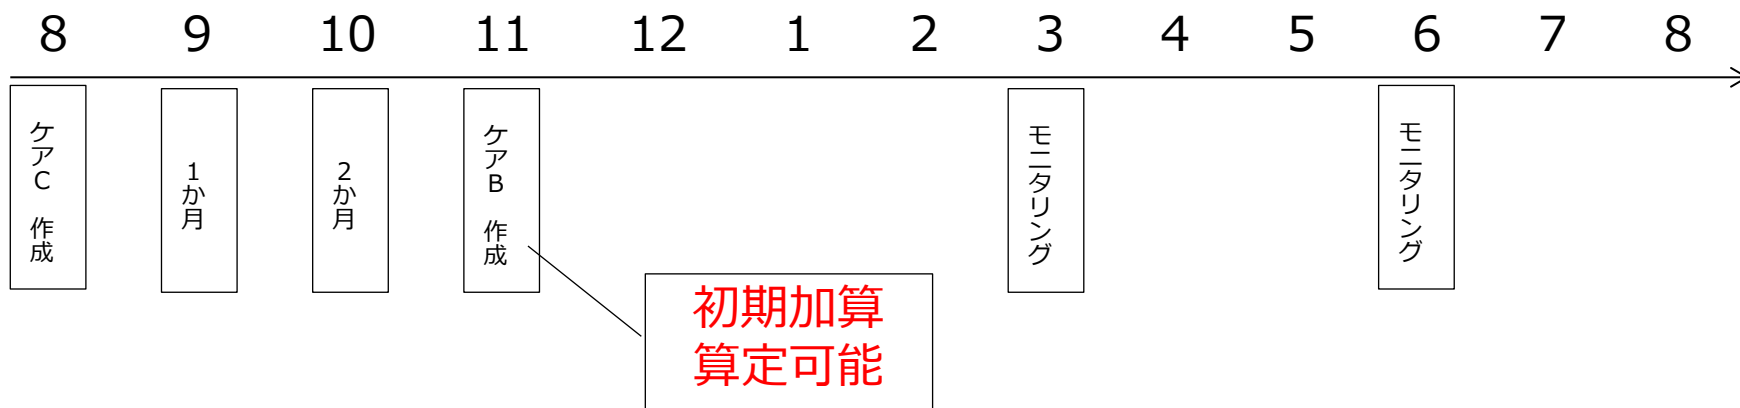 8 9 10 11 12 1 2 3 4 5 6 7 8
ケアC 作成
1か月
2か月
ケアB 作成
モニタリング
モニタリング
初期加算
算定可能